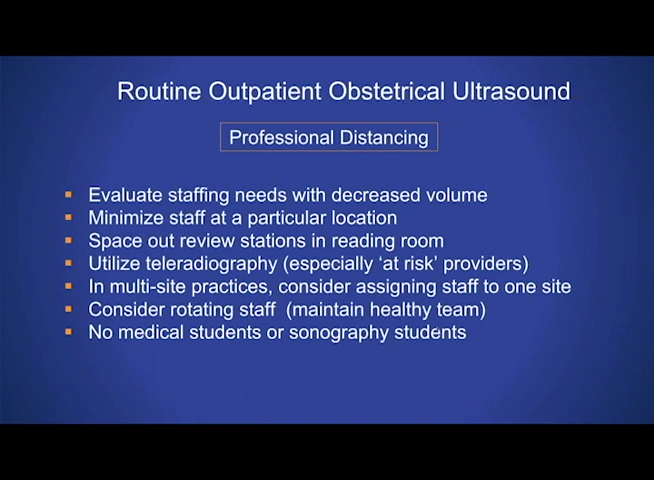 Routine Outpatient Obstetrical Ultrasound
Professional Distancing
Evaluate staffing needs with decreased volume
Minimize staff at a particular location
Space out review stations in reading room
Utilize teleradiography (especially ‘at risk’ providers)
In multi-site practices, consider assigning staff to one site
Consider rotating staff (maintain healthy team)
No medical students or sonography students